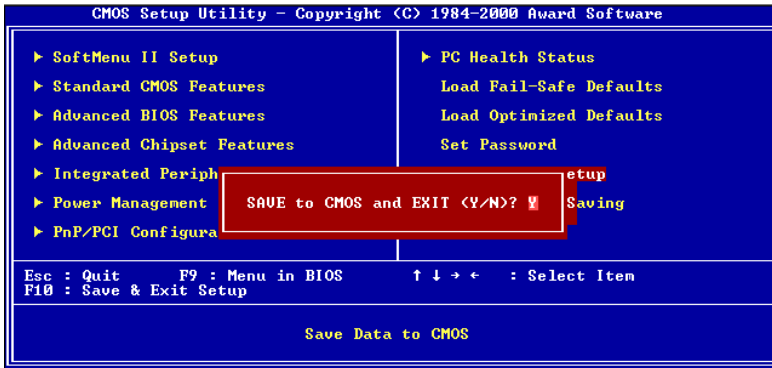 CMOS Setup Utility - Copyright (C) 1984-2000 Award Software
► SoftMenu II Setup
► Standard CMOS Features
► Advanced BIOS Features
► Advanced Chipset Features
► Integrated Periph
► Power Management
► PnP/PCI Configura
► PC Health Status
Load Fail-Safe Defaults
Load Optimized Defaults
Set Password
etup
Saving
SAVE to CMOS and EXIT (Y/N)? Y
Esc : Quit F9 : Menu in BIOS ↑ ↓ → ← : Select Item
F10 : Save & Exit Setup
Save Data to CMOS